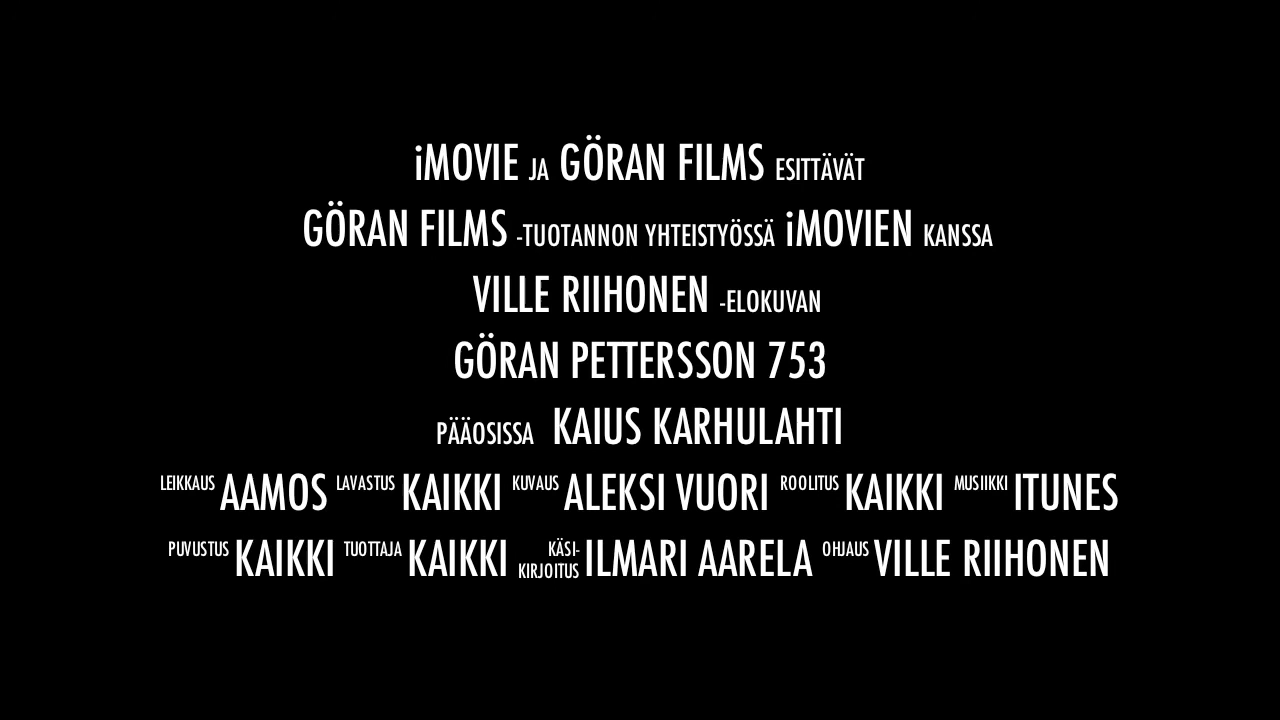 iMOVIE JA GÖRAN FILMS ESITTÄVÄT
GÖRAN FILMS -TUOTANNON YHTEISTYÖSSÄ iMOVIEN KANSSA
VILLE RIIHONEN -ELOKUVAN
GÖRAN PETTERSSON 753
PÄÄOSISSA KAIUS KARHULAHTI
LEIKKAUS AAMOS LAVASTUS KAIKKI KUVAUS ALEKSI VUORI ROOLITUS KAIKKI MUSIIKKI ITUNES
PUVUSTUS KAIKKI TUOTTAJA KAIKKI KÄSI-KIRJOITUS ILMARI AARELA OHJAUS VILLE RIIHONEN